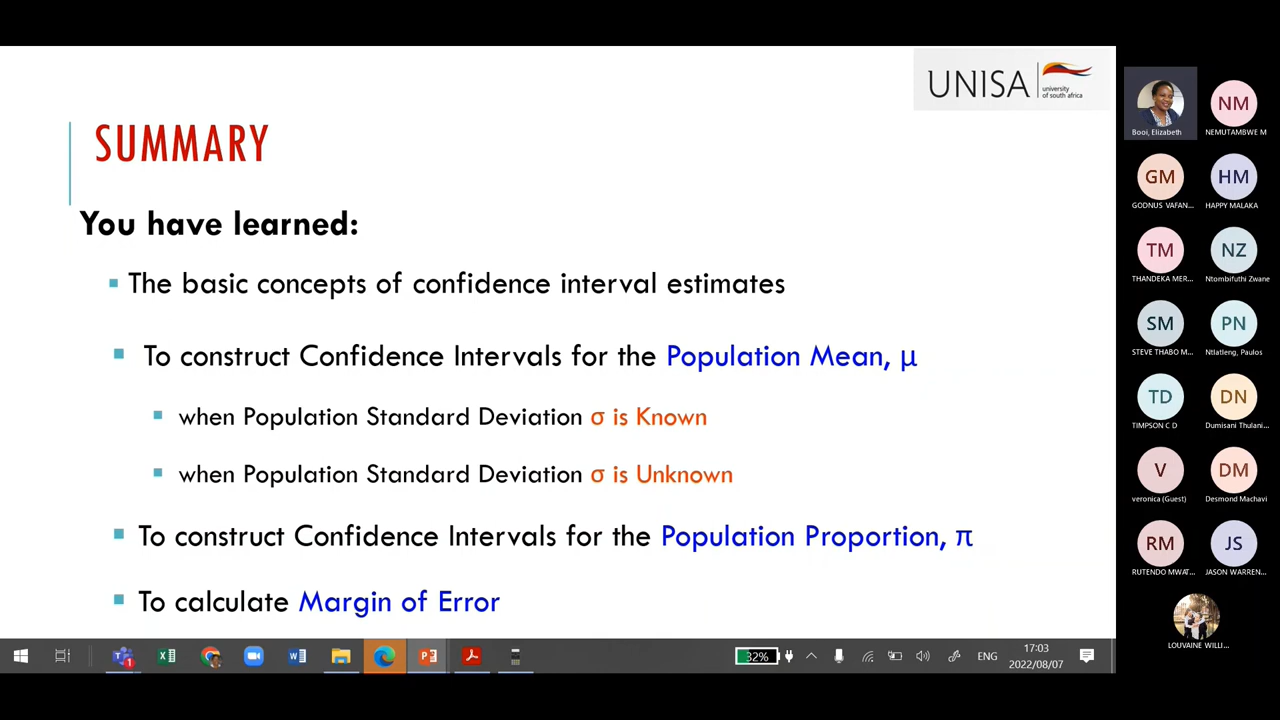 UNISA
university
of south africa
SUMMARY
You have learned:
The basic concepts of confidence interval estimates
To construct Confidence Intervals for the Population Mean, μ
when Population Standard Deviation σ is Known
when Population Standard Deviation σ is Unknown
To construct Confidence Intervals for the Population Proportion, π
To calculate Margin of Error
Booi, Elizabeth
NM
NEMUTAMBWE M
GM
GODNUS VAFAN...
HM
HAPPY MALAKA
TM
THANDEKA MER...
NZ
Ntombifuthi Zwane
SM
STEVE THABO M...
PN
Ntlatleng, Paulos
TD
TIMPSON C D
DN
Dumisani Thulani...
V
veronica (Guest)
DM
Desmond Machavi
RM
RUTENDO MWAT...
JS
JASON WARREN...
LOUVAINE WILLI...
1
32%
ENG
17:03
2022/08/07